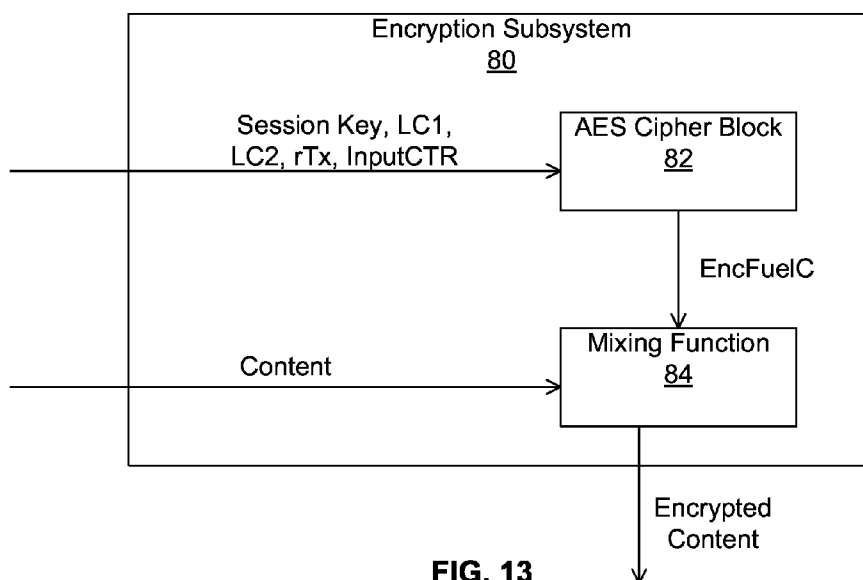 Encryption Subsystem
80
Session Key, LC1,
LC2, rTx, InputCTR
AES Cipher Block
82
EncFuelC
Content
Mixing Function
84
Encrypted
Content
FIG. 13